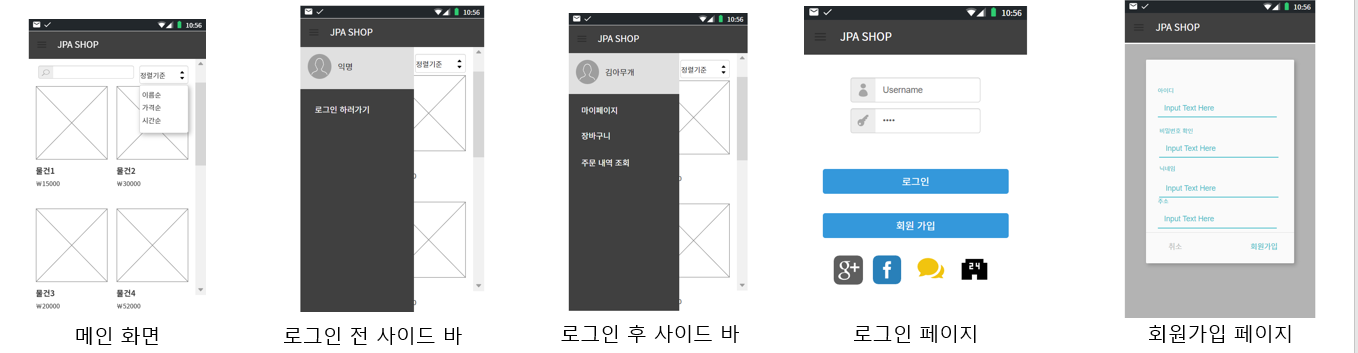 10:56
JPA SHOP
정렬기준
이름순
가격순
시간순
물건1
물건2
₩15000
₩30000
물건3
물건4
₩20000
₩52000
메인 화면
10:56
JPA SHOP
익명
정렬기준
로그인 하러가기
로그인 전 사이드 바
10:56
JPA SHOP
김아무개
정렬기준
마이페이지
장바구니
주문 내역 조회
로그인 후 사이드 바
10:56
JPA SHOP
Username
••••
로그인
회원 가입
g+
f
24
로그인 페이지
10:56
JPA SHOP
아이디
Input Text Here
비밀번호 확인
Input Text Here
닉네임
Input Text Here
주소
Input Text Here
취소
회원가입
회원가입 페이지